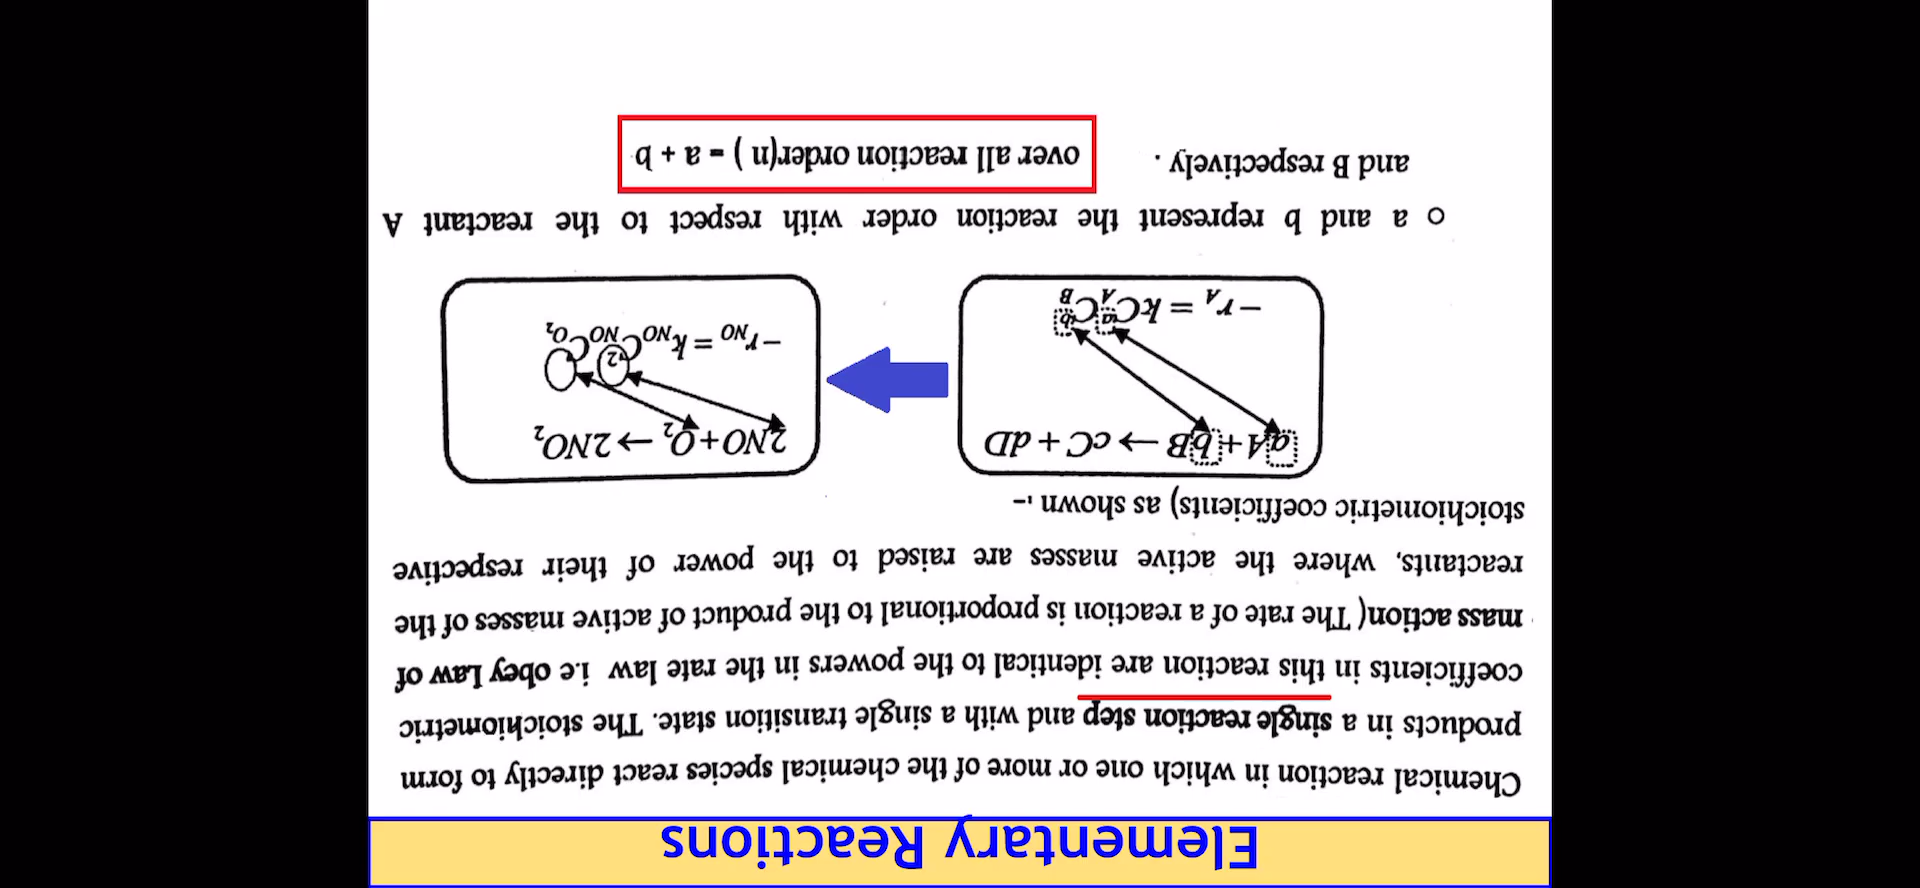 Elementary Reactions
Chemical reaction in which one or more of the chemical species react directly to form
products in a single reaction step and with a single transition state. The stoichiometric
coefficients in this reaction are identical to the powers in the rate law i.e obey Law of
mass action( The rate of a reaction is proportional to the product of active masses of the
reactants, where the active masses are raised to the power of their respective
stoichiometric coefficients) as shown :-
aA + bB → cC + dD
−r_A = kC_A^a C_B^b
2NO + O₂ → 2NO₂
−r_NO = k_NO C_NO^2 C_O₂
o a and b represent the reaction order with respect to the reactant A
and B respectively .
over all reaction order(n ) = a + b